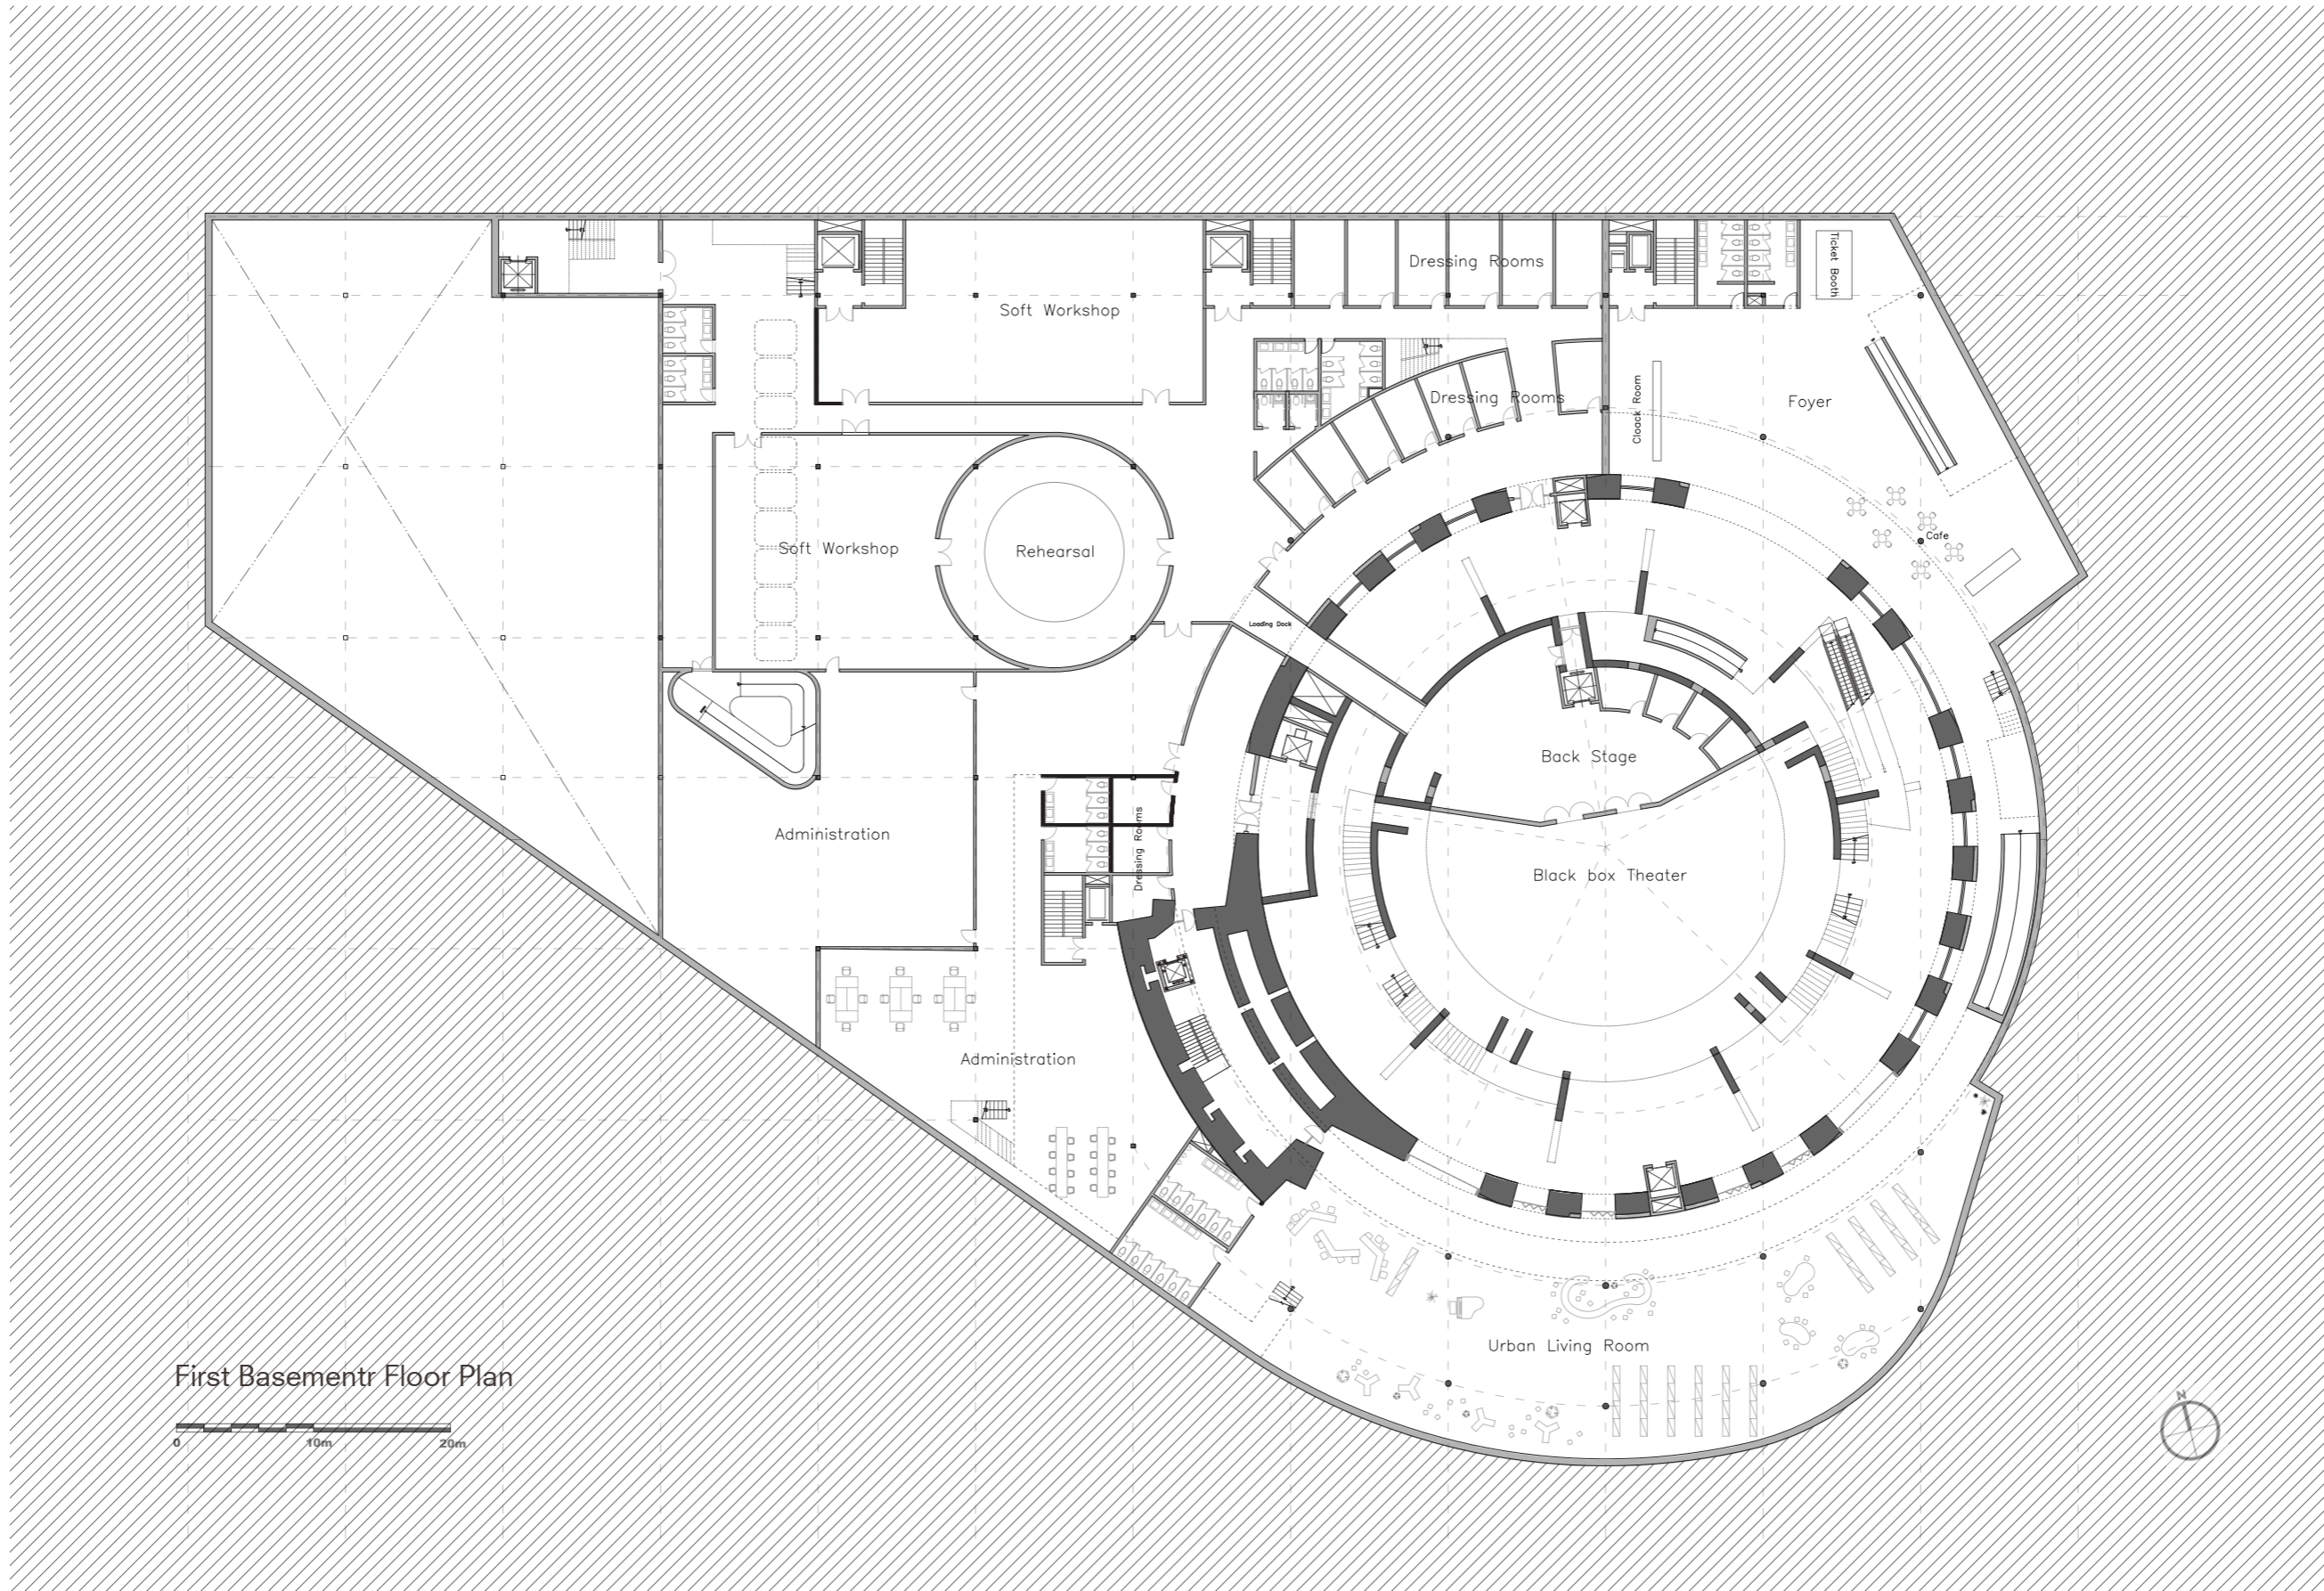 Ticket Booth
Dressing Rooms
Soft Workshop
Dressing Rooms
Cloack Room
Foyer
Cafe
Soft Workshop
Rehearsal
Loading Dock
Back Stage
Administration
Dressing Rooms
Black box Theater
Administration
Urban Living Room
First Basementr Floor Plan
0
10m
20m
N